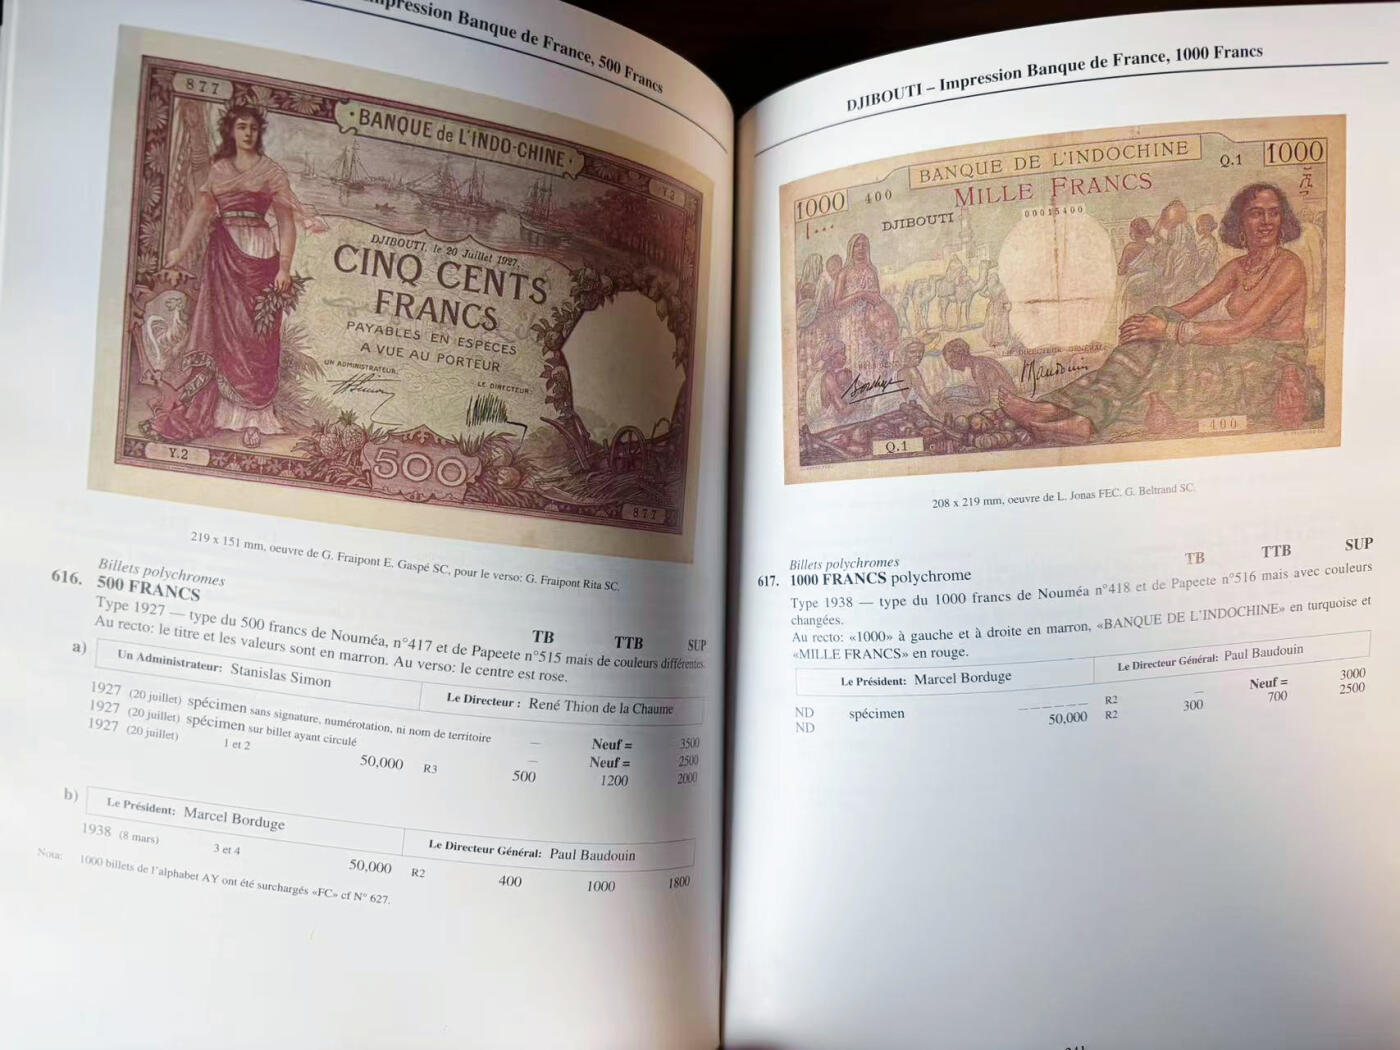 Impression Banque de France, 500 Francs
877
BANQUE de L'INDO-CHINE
Y.2
DJIBOUTI, le 20 Juillet 1927.
CINQ CENTS
FRANCS
PAYABLES EN ESPÈCES
A VUE AU PORTEUR
UN ADMINISTRATEUR.
LE DIRECTEUR
Y.2
500
877
219 x 151 mm, oeuvre de G. Fraipont E. Gaspé SC, pour le verso: G. Fraipont Rita SC.
Billets polychromes
616. 500 FRANCS
TB TTB SUP
Type 1927 — type du 500 francs de Nouméa, n°417 et de Papeete n°515 mais de couleurs différentes.
Au recto: le titre et les valeurs sont en marron. Au verso: le centre est rose.
a) Un Administrateur: Stanislas Simon Le Directeur : René Thion de la Chaume
1927 (20 juillet) spécimen sans signature, numérotation, ni nom de territoire — Neuf = 3500
1927 (20 juillet) spécimen sur billet ayant circulé — Neuf = 2500
1927 (20 juillet) 1 et 2 50,000 R3 500 1200 2000
b) Le Président: Marcel Borduge Le Directeur Général: Paul Baudouin
1938 (8 mars) 3 et 4 50,000 R2 400 1000 1800
Nota: 1000 billets de l'alphabet AY ont été surchargés «FC» cf N° 627.
DJIBOUTI – Impression Banque de France, 1000 Francs
1000
400
BANQUE DE L'INDOCHINE
Q.1
1000
MILLE FRANCS
DJIBOUTI
00015400
LE DIRECTEUR GÉNÉRAL
Q.1
400
208 x 219 mm, oeuvre de L. Jonas FEC. G. Beltrand SC.
Billets polychromes
617. 1000 FRANCS polychrome
TB TTB SUP
Type 1938 — type du 1000 francs de Nouméa n°418 et de Papeete n°516 mais avec couleurs
changées.
Au recto: «1000» à gauche et à droite en marron, «BANQUE DE L'INDOCHINE» en turquoise et
«MILLE FRANCS» en rouge.
Le Président: Marcel Borduge Le Directeur Général: Paul Baudouin
ND spécimen – – – – – – R2 — Neuf = 3000
ND 50,000 R2 300 700 2500